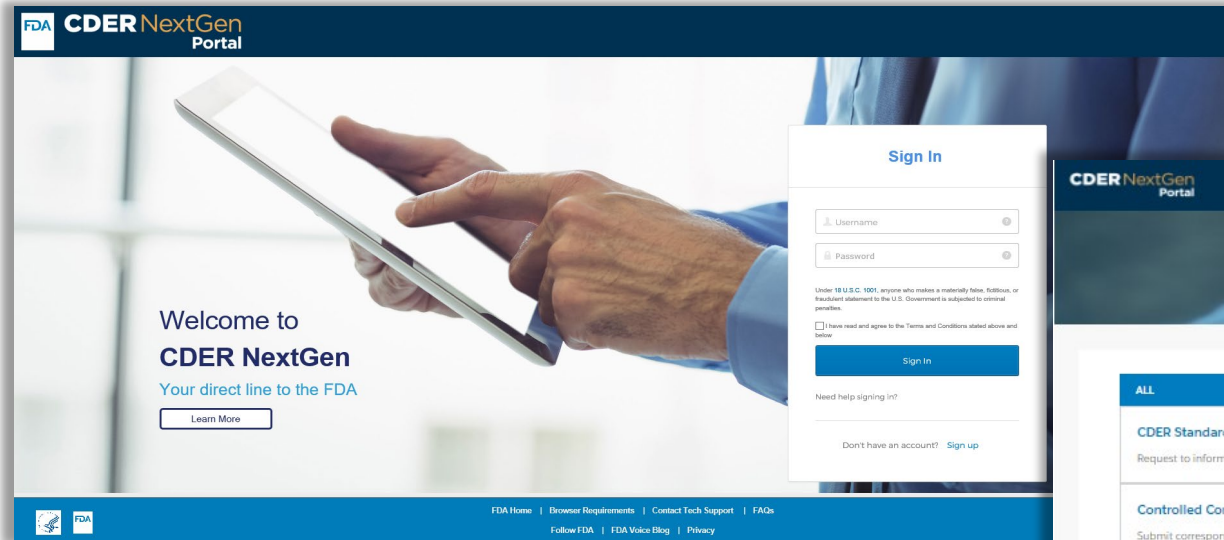 FDA CDER NextGen
Portal
Welcome to
CDER NextGen
Your direct line to the FDA
Learn More
Sign In
Username
Password
Under 18 U.S.C. 1001, anyone who makes a materially false, fictitious, or
fraudulent statement to the U.S. Government is subjected to criminal
penalties.
I have read and agree to the Terms and Conditions stated above and
below
Sign In
Need help signing in?
Don't have an account? Sign up
FDA
FDA Home | Browser Requirements | Contact Tech Support | FAQs
Follow FDA | FDA Voice Blog | Privacy
CDER NextGen
Portal
ALL
CDER Standar
Request to inform
Controlled Co
Submit correspon